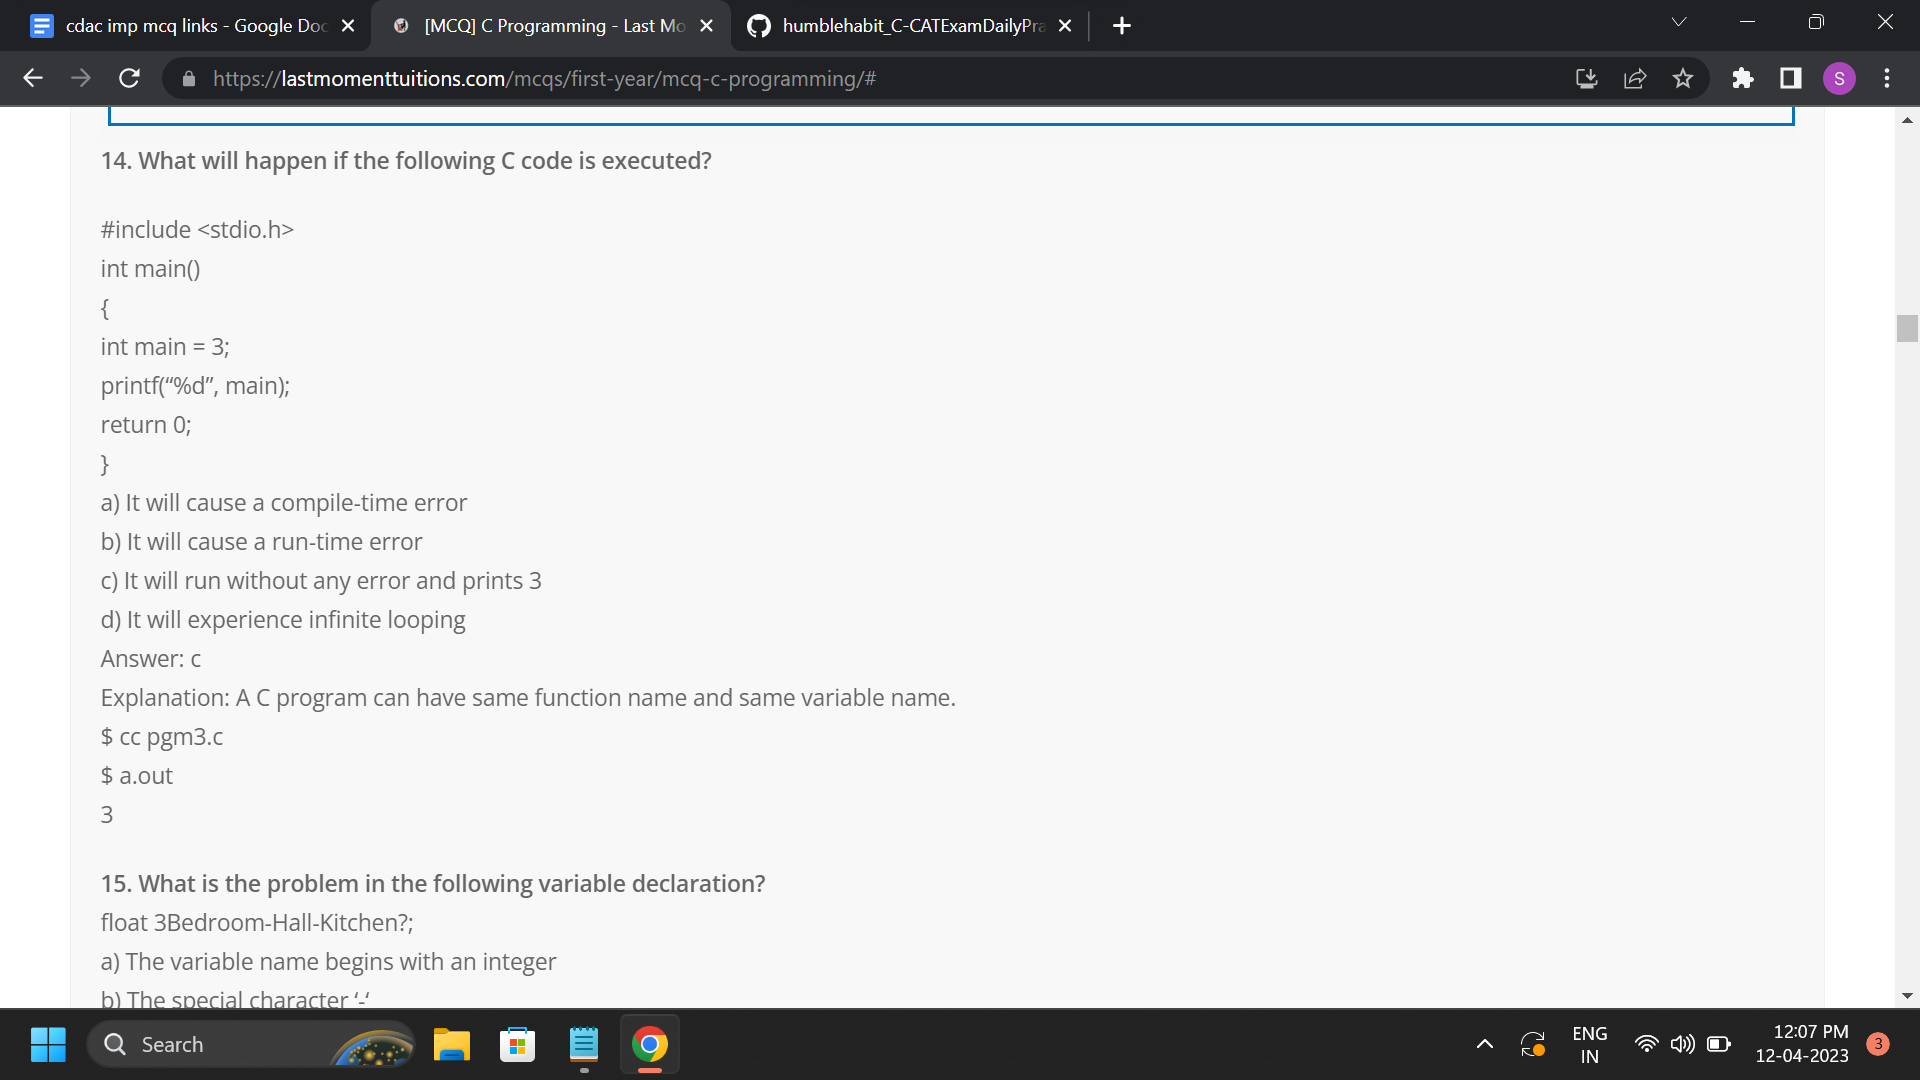 cdac imp mcq links - Google Doc
[MCQ] C Programming - Last Mo
humblehabit_C-CATExamDailyPra
https://lastmomenttuitions.com/mcqs/first-year/mcq-c-programming/#
S
14. What will happen if the following C code is executed?
#include <stdio.h>
int main()
{
int main = 3;
printf(“%d”, main);
return 0;
}
a) It will cause a compile-time error
b) It will cause a run-time error
c) It will run without any error and prints 3
d) It will experience infinite looping
Answer: c
Explanation: A C program can have same function name and same variable name.
$ cc pgm3.c
$ a.out
3
15. What is the problem in the following variable declaration?
float 3Bedroom-Hall-Kitchen?;
a) The variable name begins with an integer
b) The special character ‘-‘
Search
ENG
IN
12:07 PM
12-04-2023
3